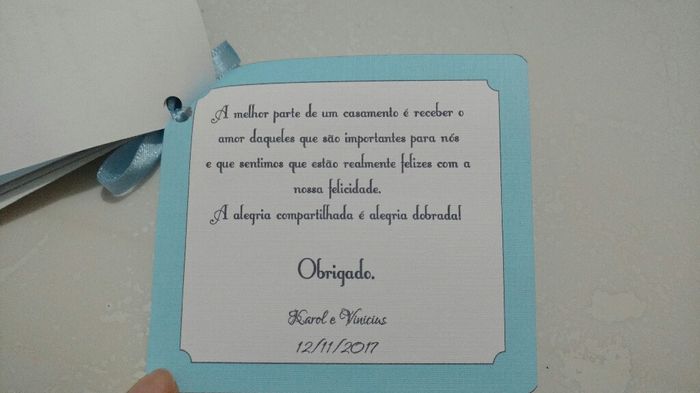 A melhor parte de um casamento é receber o
amor daqueles que são importantes para nós
e que sentimos que estão realmente felizes com a
nossa felicidade.
A alegria compartilhada é alegria dobrada!
Obrigado.
Karol e Vinicius
12/11/2017